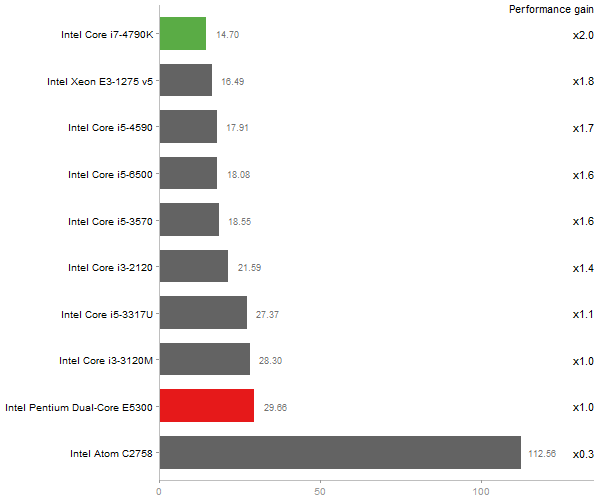 Performance gain
Intel Core i7-4790K 14.70 x2.0
Intel Xeon E3-1275 v5 16.49 x1.8
Intel Core i5-4590 17.91 x1.7
Intel Core i5-6500 18.08 x1.6
Intel Core i5-3570 18.55 x1.6
Intel Core i3-2120 21.59 x1.4
Intel Core i5-3317U 27.37 x1.1
Intel Core i3-3120M 28.30 x1.0
Intel Pentium Dual-Core E5300 29.66 x1.0
Intel Atom C2758 112.56 x0.3
0 50 100